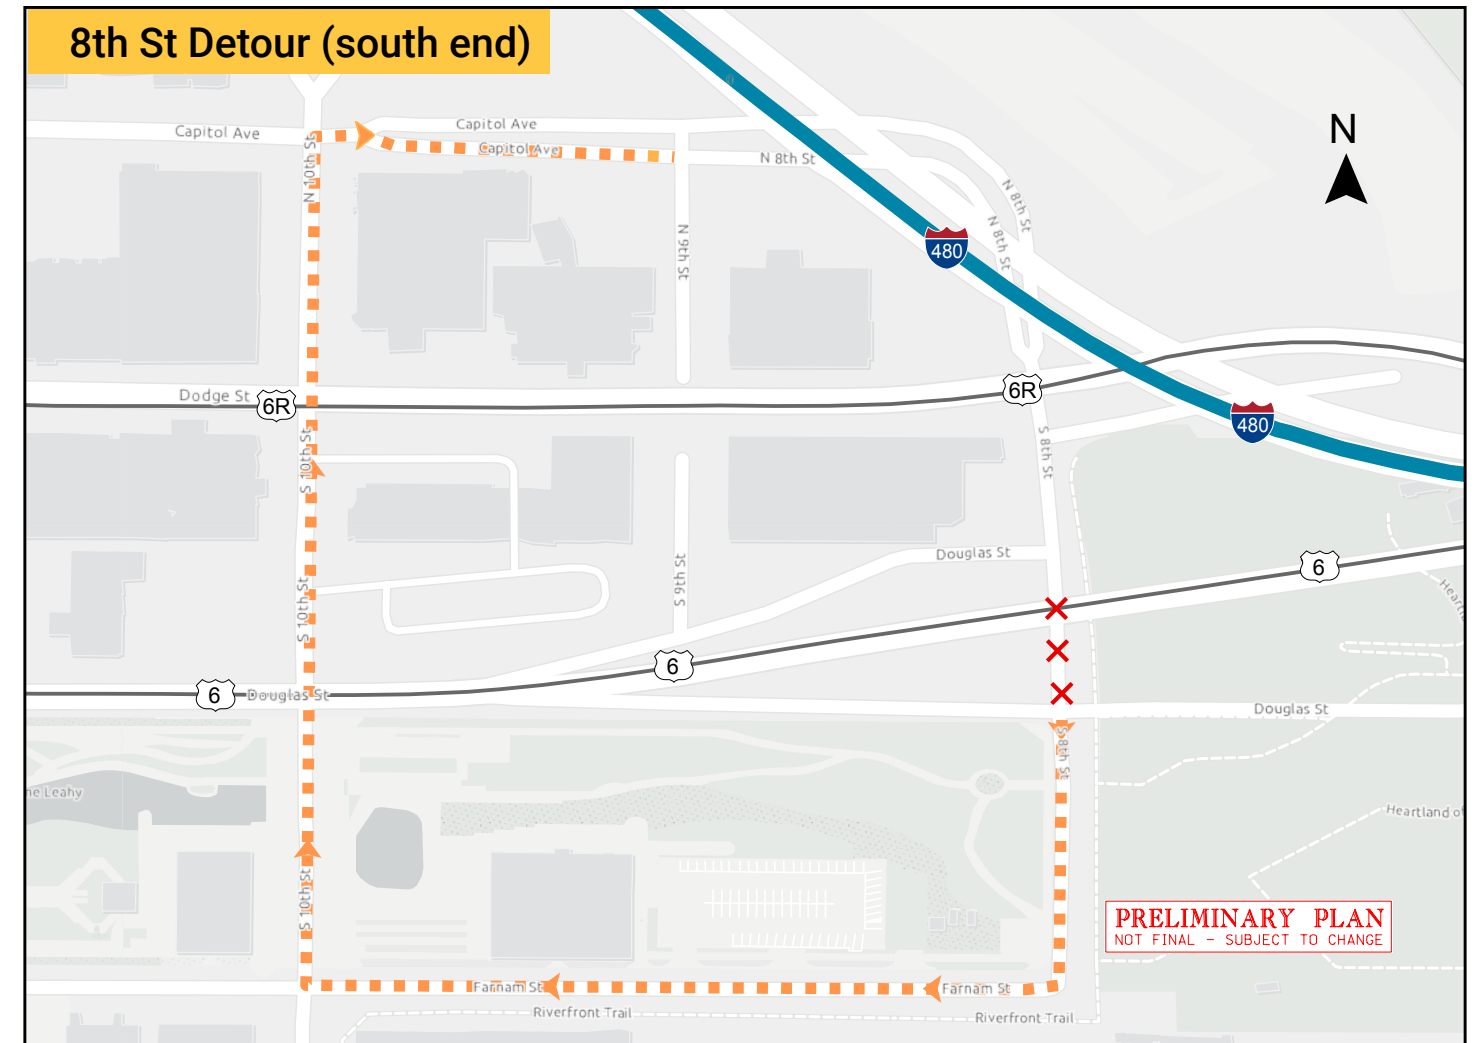 8th St Detour (south end)
Capitol Ave
Capitol Ave
Capitol Ave
N 8th St
N
N 10th St
N 8th St
N 8th St
N 9th St
480
Dodge St
6R
6R
480
S 10th St
S 8th St
Douglas St
6
S 9th St
S 10th St
6
6
Douglas St
Douglas St
S 8th St
ne Leahy
Heartland of
S 10th St
PRELIMINARY PLAN
NOT FINAL - SUBJECT TO CHANGE
Farnam St
Farnam St
Riverfront Trail
Riverfront Trail